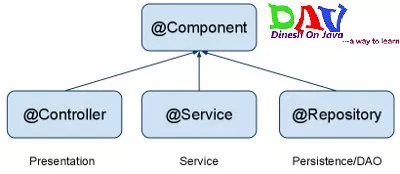 @Component
DAV
Dinesh On Java
---a way to learn
@Controller
@Service
@Repository
Presentation
Service
Persistence/DAO